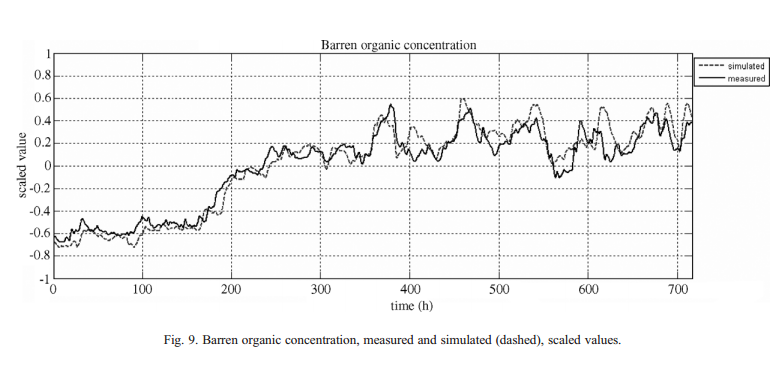 Barren organic concentration
simulated
measured
1
0.8
0.6
0.4
0.2
0
-0.2
-0.4
-0.6
-0.8
-1
scaled value
0 100 200 300 400 500 600 700
time (h)
Fig. 9. Barren organic concentration, measured and simulated (dashed), scaled values.